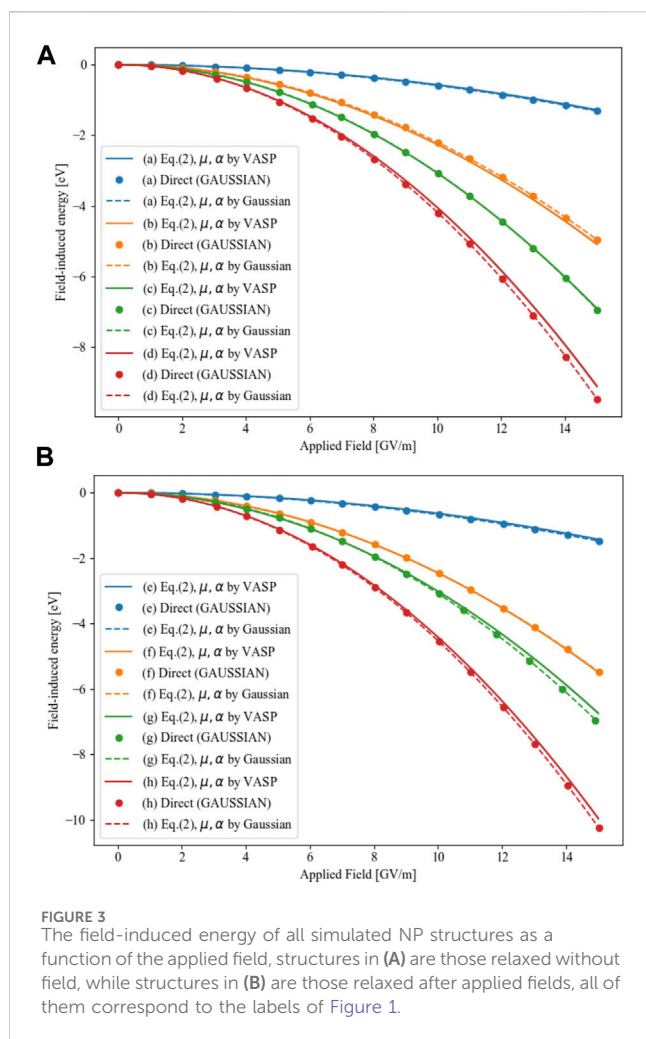 A
0
−2
−4
−6
−8
Field-induced energy [eV]
(a) Eq.(2), μ, α by VASP
(a) Direct (GAUSSIAN)
(a) Eq.(2), μ, α by Gaussian
(b) Eq.(2), μ, α by VASP
(b) Direct (GAUSSIAN)
(b) Eq.(2), μ, α by Gaussian
(c) Eq.(2), μ, α by VASP
(c) Direct (GAUSSIAN)
(c) Eq.(2), μ, α by Gaussian
(d) Eq.(2), μ, α by VASP
(d) Direct (GAUSSIAN)
(d) Eq.(2), μ, α by Gaussian
0 2 4 6 8 10 12 14
Applied Field [GV/m]
B
0
−2
−4
−6
−8
−10
Field-induced energy [eV]
(e) Eq.(2), μ, α by VASP
(e) Direct (GAUSSIAN)
(e) Eq.(2), μ, α by Gaussian
(f) Eq.(2), μ, α by VASP
(f) Direct (GAUSSIAN)
(f) Eq.(2), μ, α by Gaussian
(g) Eq.(2), μ, α by VASP
(g) Direct (GAUSSIAN)
(g) Eq.(2), μ, α by Gaussian
(h) Eq.(2), μ, α by VASP
(h) Direct (GAUSSIAN)
(h) Eq.(2), μ, α by Gaussian
0 2 4 6 8 10 12 14
Applied Field [GV/m]
FIGURE 3
The field-induced energy of all simulated NP structures as a
function of the applied field, structures in (A) are those relaxed without
field, while structures in (B) are those relaxed after applied fields, all of
them correspond to the labels of Figure 1.